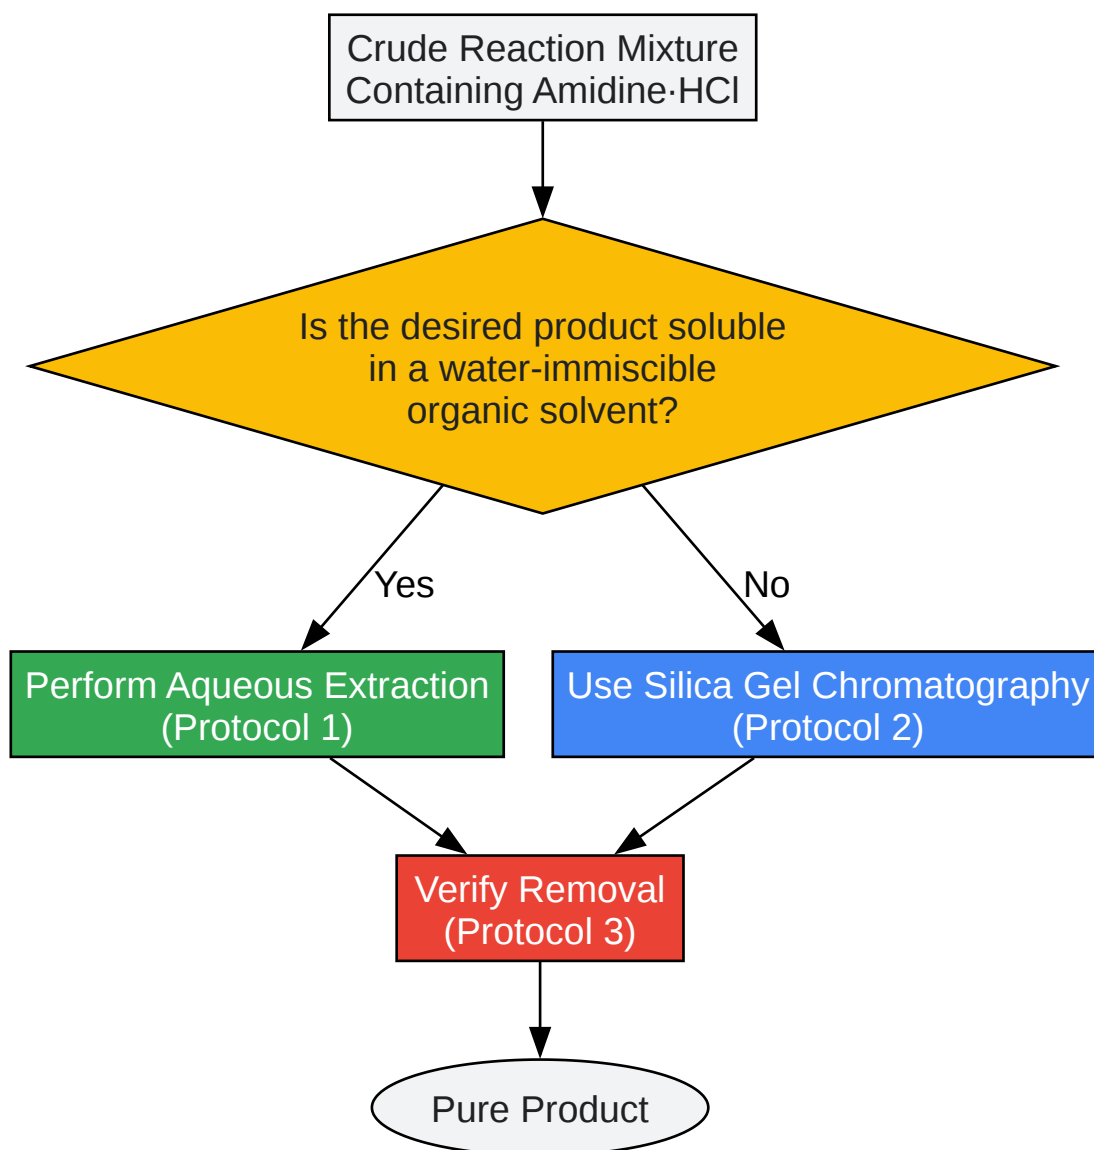 Crude Reaction Mixture
Containing Amidine·HCl
Is the desired product soluble
in a water-immiscible
organic solvent?
Yes
No
Perform Aqueous Extraction
(Protocol 1)
Use Silica Gel Chromatography
(Protocol 2)
Verify Removal
(Protocol 3)
Pure Product